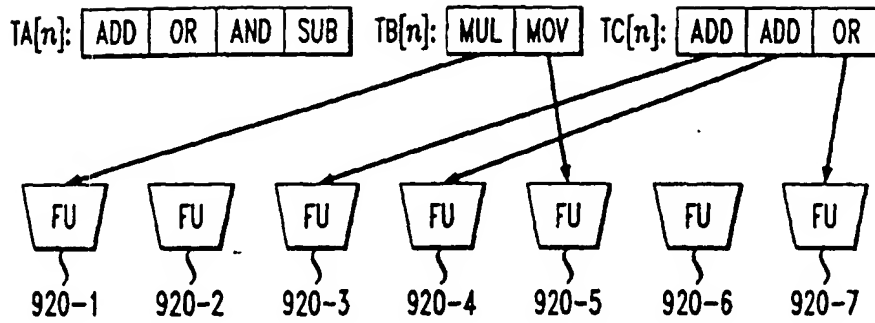 TA[n]: ADD OR AND SUB TB[n]: MUL MOV TC[n]: ADD ADD OR
FU FU FU FU FU FU FU
920-1 920-2 920-3 920-4 920-5 920-6 920-7